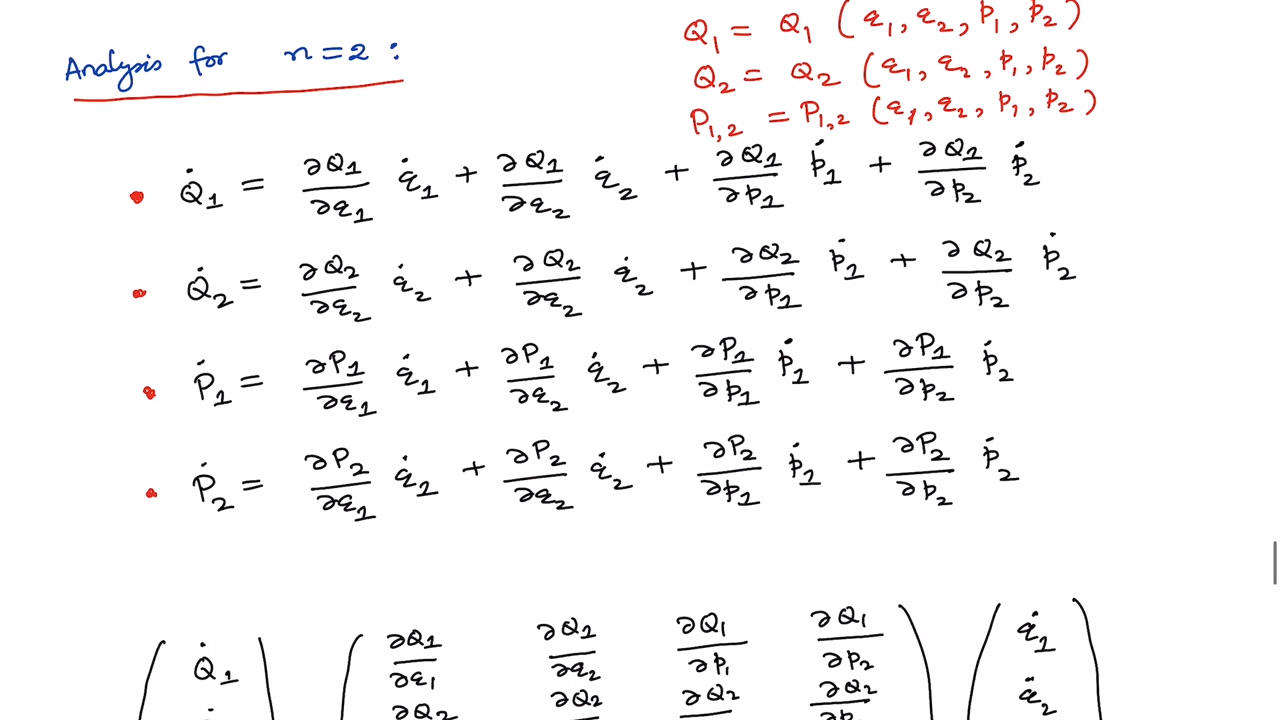 Analysis for n=2 :
Q₁ = Q₁ (q₁, q₂, p₁, p₂)
Q₂ = Q₂ (q₁, q₂, p₁, p₂)
P₁,₂ = P₁,₂ (q₁, q₂, p₁, p₂)
• Q̇₁ = ∂Q₁/∂q₁ q̇₁ + ∂Q₁/∂q₂ q̇₂ + ∂Q₁/∂p₁ ṗ₁ + ∂Q₁/∂p₂ ṗ₂
• Q̇₂ = ∂Q₂/∂q₂ q̇₂ + ∂Q₂/∂q₂ q̇₂ + ∂Q₂/∂p₁ ṗ₁ + ∂Q₂/∂p₂ ṗ₂
• Ṗ₁ = ∂P₁/∂q₁ q̇₁ + ∂P₁/∂q₂ q̇₂ + ∂P₁/∂p₁ ṗ₁ + ∂P₁/∂p₂ ṗ₂
• Ṗ₂ = ∂P₂/∂q₁ q̇₁ + ∂P₂/∂q₂ q̇₂ + ∂P₂/∂p₁ ṗ₁ + ∂P₂/∂p₂ ṗ₂
( Q̇₁ ) ( ∂Q₁/∂q₁ ∂Q₁/∂q₂ ∂Q₁/∂p₁ ∂Q₁/∂p₂ ) ( q̇₁ )
∂Q₂ ∂Q₂ ∂Q₂ ∂Q₂ q̇₂